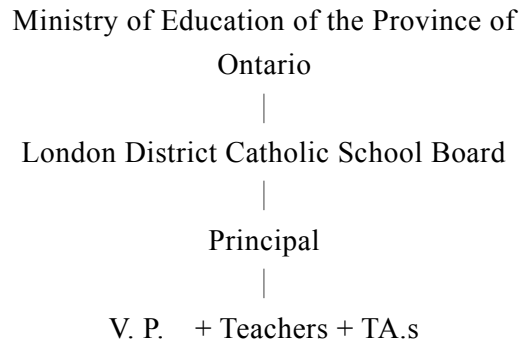 Ministry of Education of the Province of
Ontario
London District Catholic School Board
Principal
V. P. + Teachers + TA.s